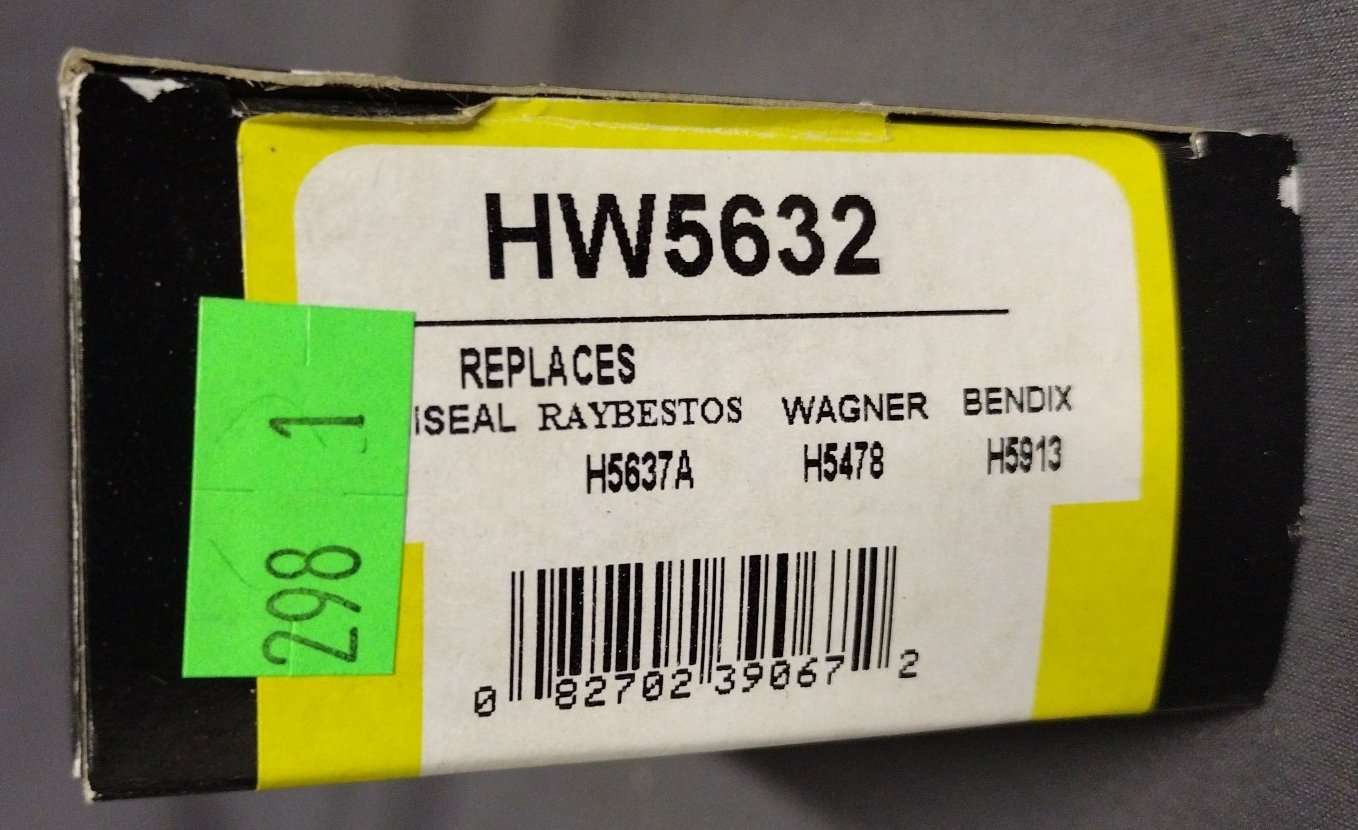 HW5632
REPLACES
ISEAL RAYBESTOS WAGNER BENDIX
H5637A H5478 H5913
298 1
0 82702 39067 2